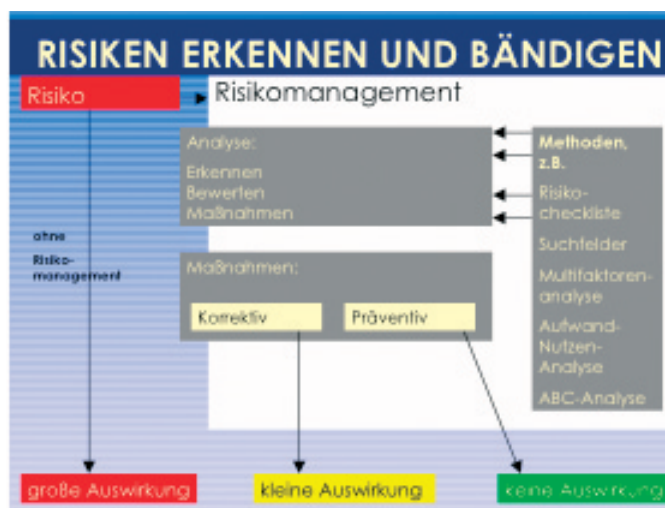 RISIKEN ERKENNEN UND BÄNDIGEN
Risiko
Risikomanagement
Analyse:
Erkennen
Bewerten
Maßnahmen
Methoden,
z.B.
Risiko-
checkliste
Suchfelder
Multifaktoren-
analyse
Aufwand-
Nutzen-
Analyse
ABC-Analyse
ohne
Risiko-
management
Maßnahmen:
Korrektiv
Präventiv
große Auswirkung
kleine Auswirkung
keine Auswirkung